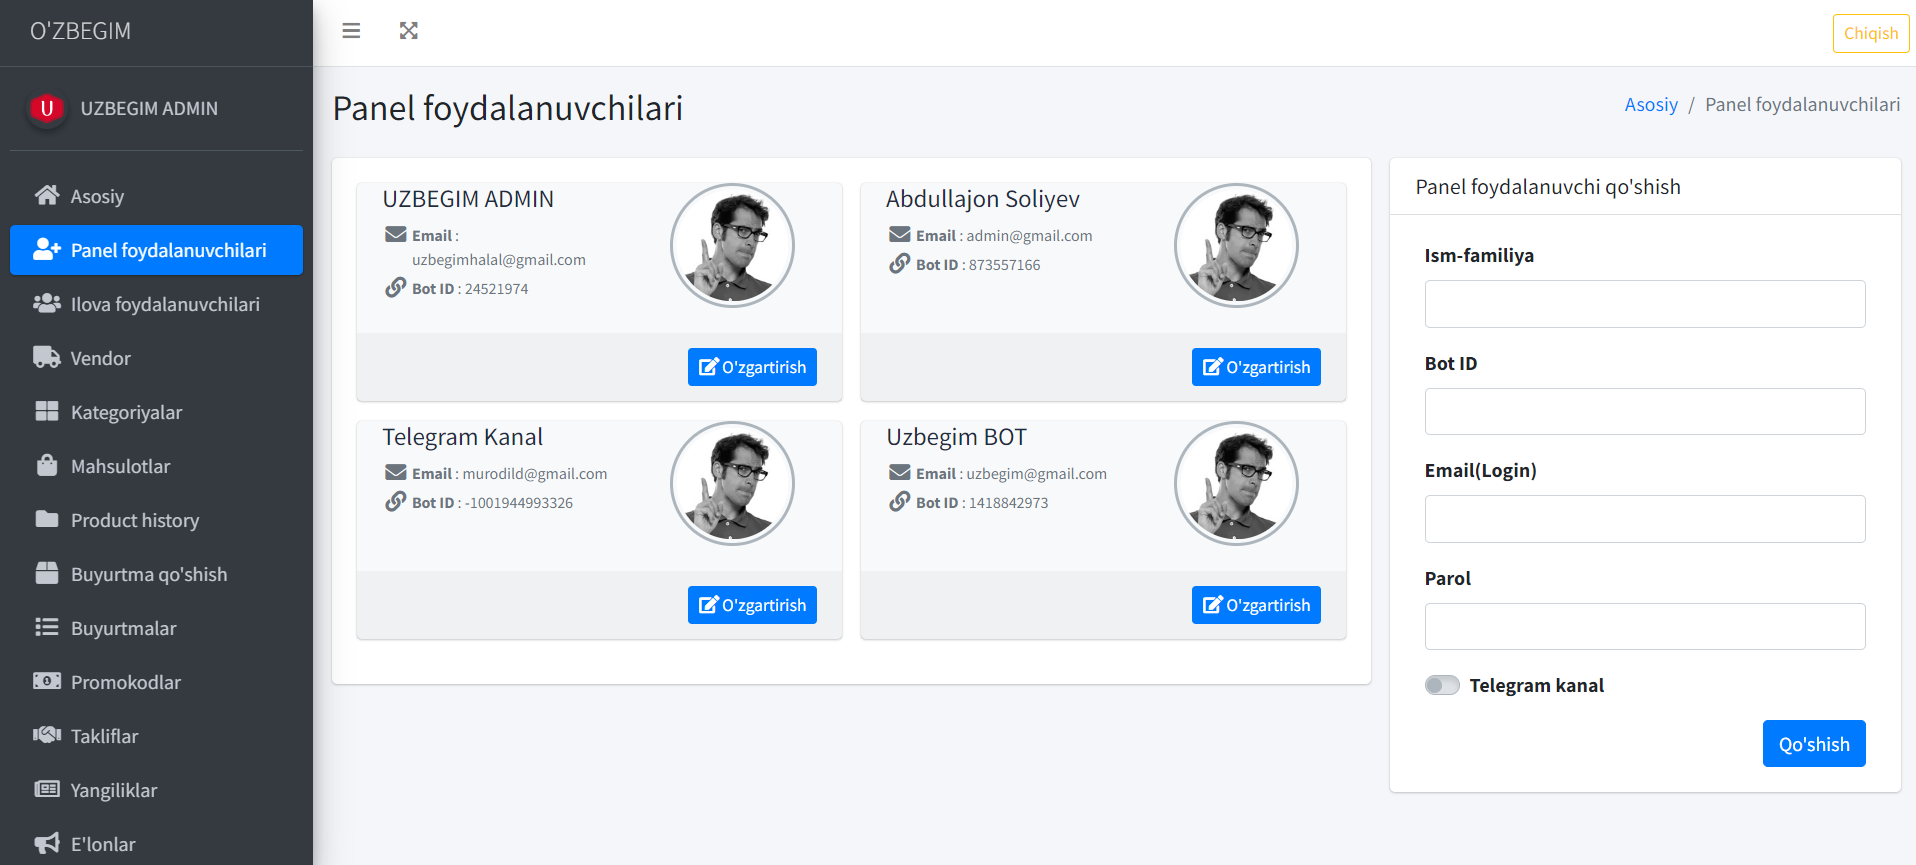 O'ZBEGIM
U
UZBEGIM ADMIN
Asosiy
Panel foydalanuvchilari
Ilova foydalanuvchilari
Vendor
Kategoriyalar
Mahsulotlar
Product history
Buyurtma qo'shish
Buyurtmalar
Promokodlar
Takliflar
Yangiliklar
E'lonlar
Chiqish
Panel foydalanuvchilari
Asosiy / Panel foydalanuvchilari
UZBEGIM ADMIN
Email :
uzbegimhalal@gmail.com
Bot ID : 24521974
O'zgartirish
Abdullajon Soliyev
Email : admin@gmail.com
Bot ID : 873557166
O'zgartirish
Telegram Kanal
Email : murodild@gmail.com
Bot ID : -1001944993326
O'zgartirish
Uzbegim BOT
Email : uzbegim@gmail.com
Bot ID : 1418842973
O'zgartirish
Panel foydalanuvchi qo'shish
Ism-familiya
Bot ID
Email(Login)
Parol
Telegram kanal
Qo'shish